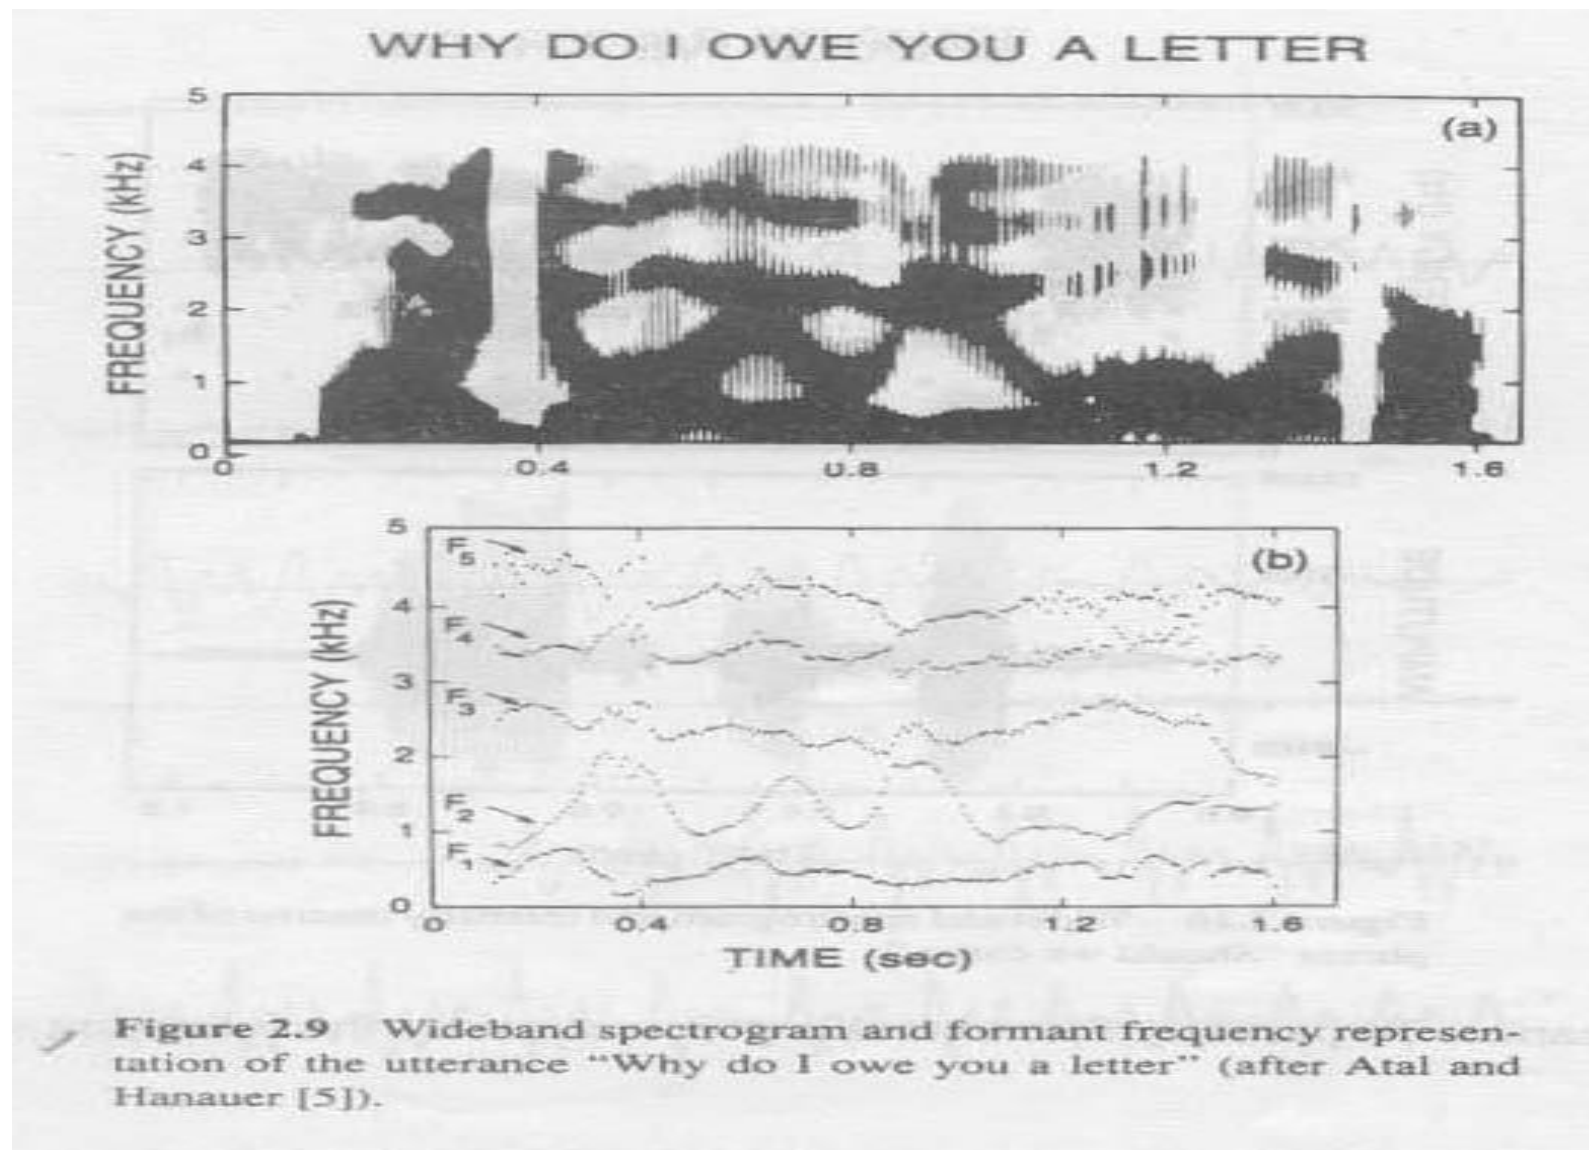 WHY DO I OWE YOU A LETTER
(a)
FREQUENCY (kHz)
5
4
3
2
1
0
0 0.4 0.8 1.2 1.6
(b)
FREQUENCY (kHz)
5
4
3
2
1
0
F5
F4
F3
F2
F1
0 0.4 0.8 1.2 1.6
TIME (sec)
Figure 2.9 Wideband spectrogram and formant frequency represen-
tation of the utterance “Why do I owe you a letter” (after Atal and
Hanauer [5]).